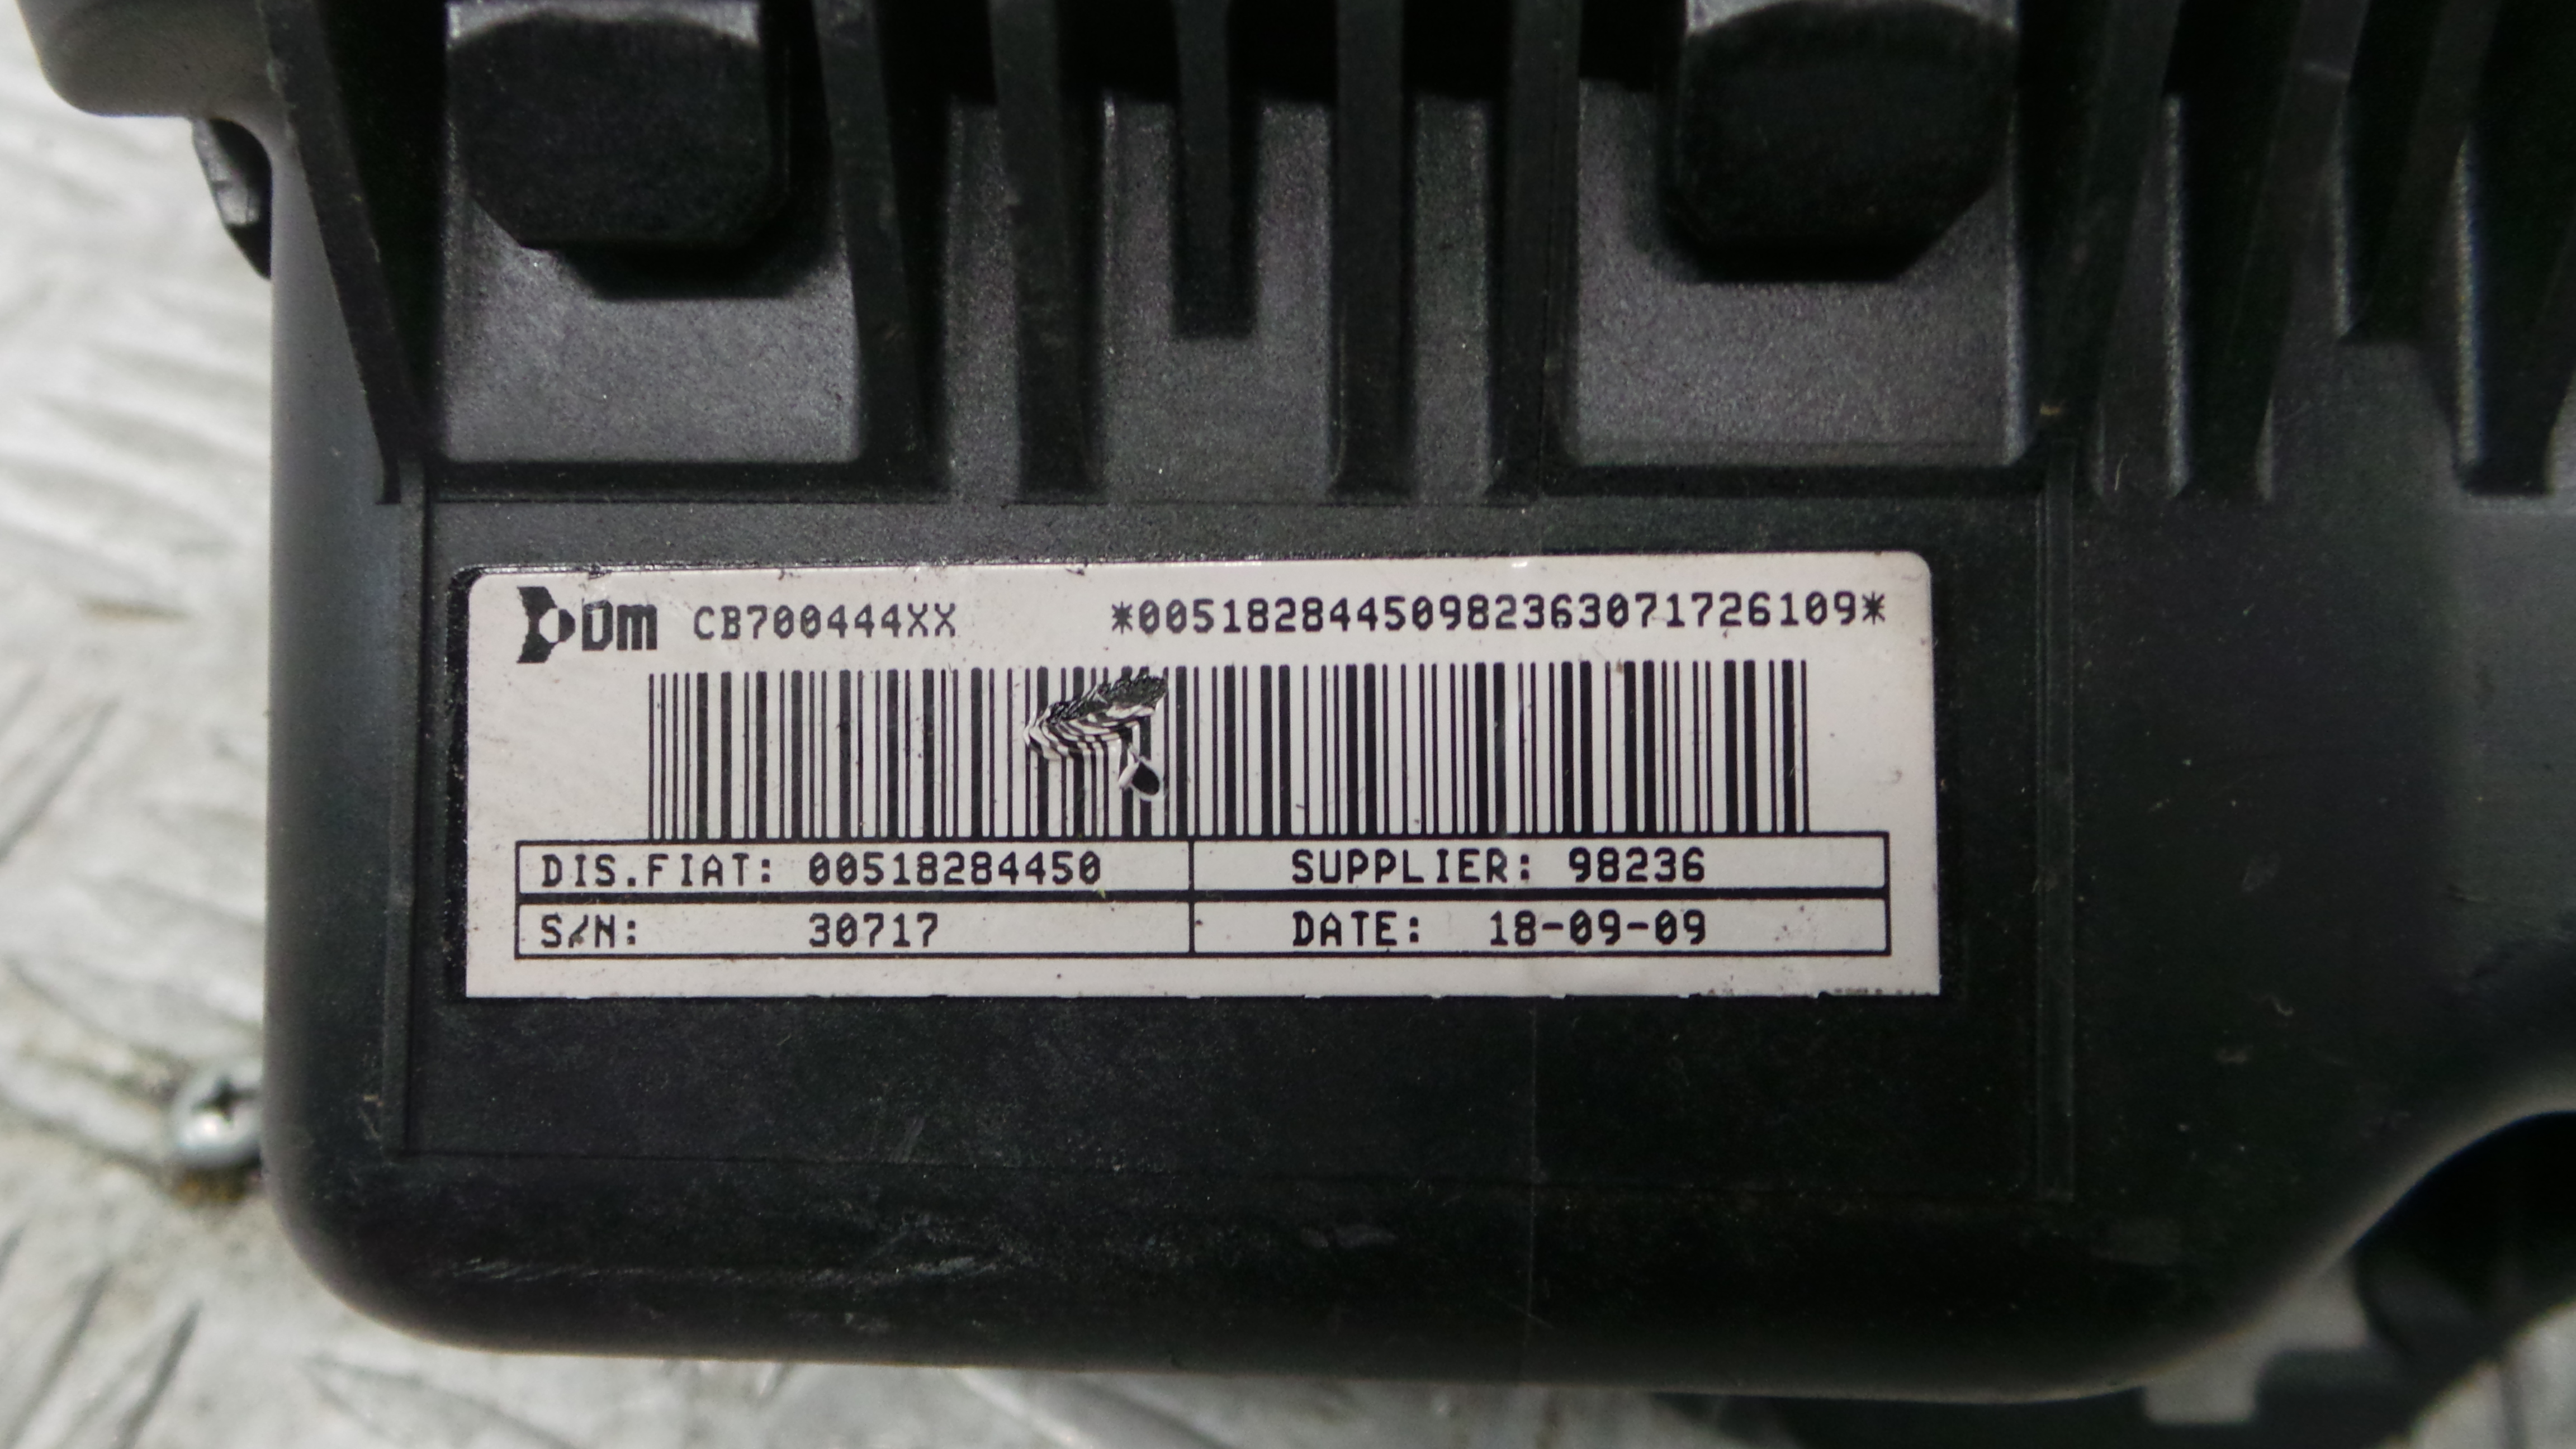 Dm CB700444XX *00518284450982363071726109*
DIS.FIAT: 00518284450 SUPPLIER: 98236
S/N: 30717 DATE: 18-09-09